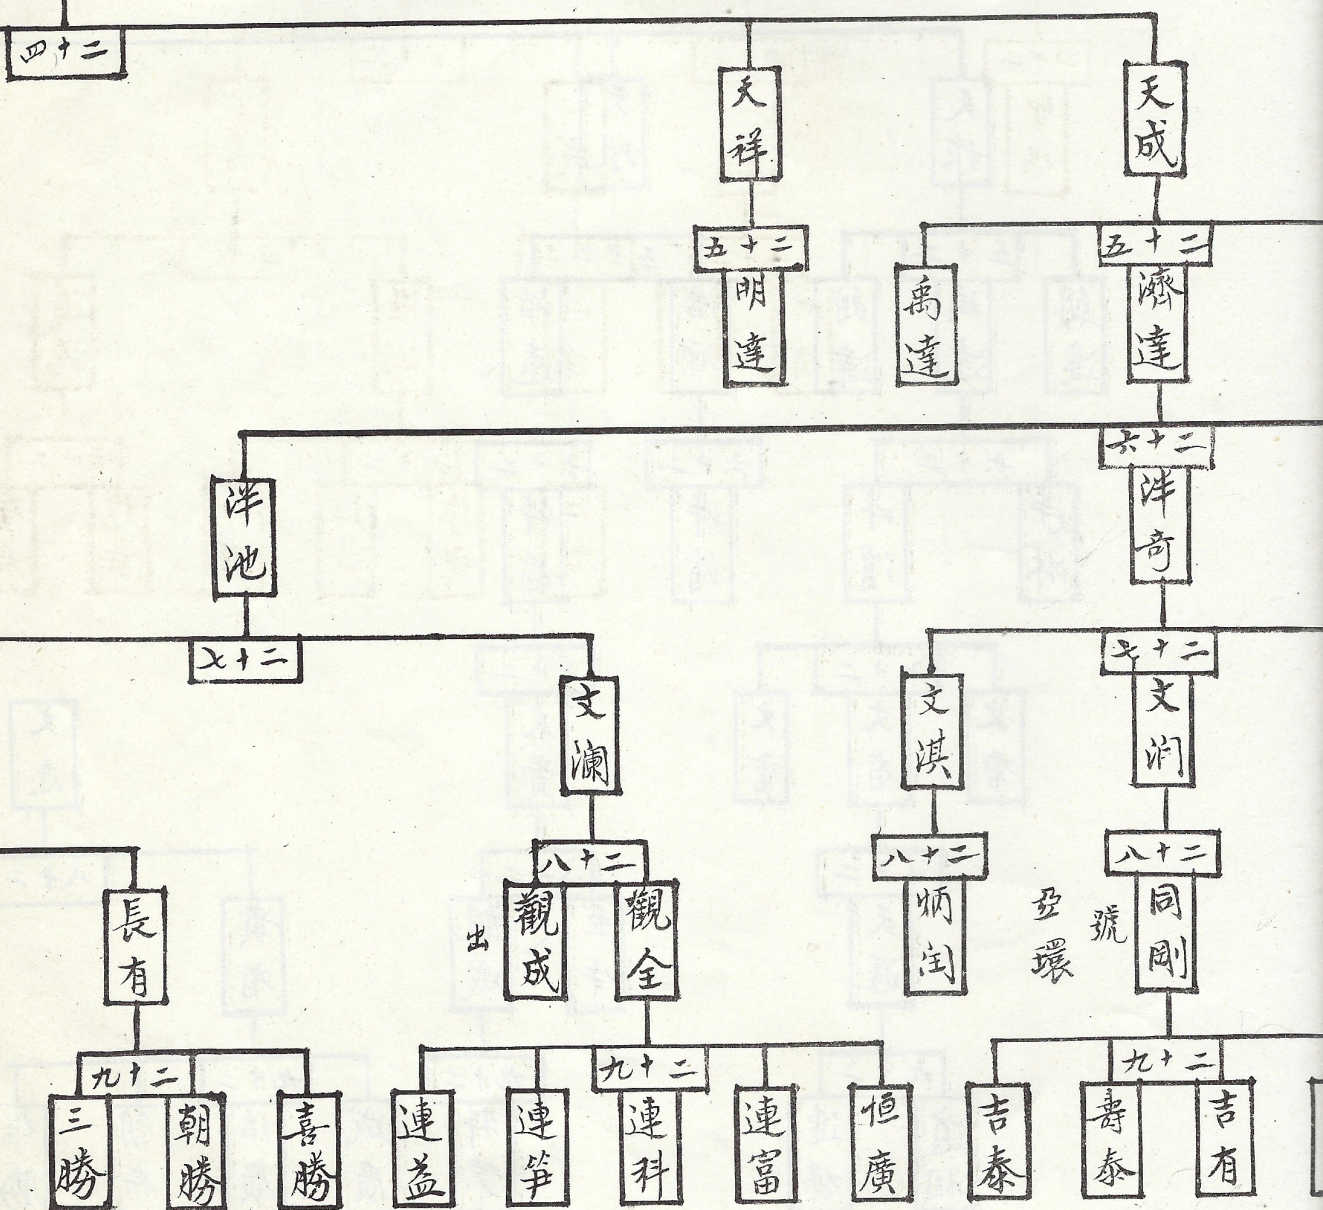 二十四
天成
天祥
二十五
濟達
禹達
二十五
明達
二十六
泮奇
泮池
二十七
文润
文淇
二十七
文瀾
二十八
同剛
號
亞環
二十八
炳闰
二十八
觀全
觀成
出
長有
二十九
吉有
壽泰
吉泰
二十九
恒廣
連富
連科
連笋
連益
二十九
喜勝
朝勝
三勝